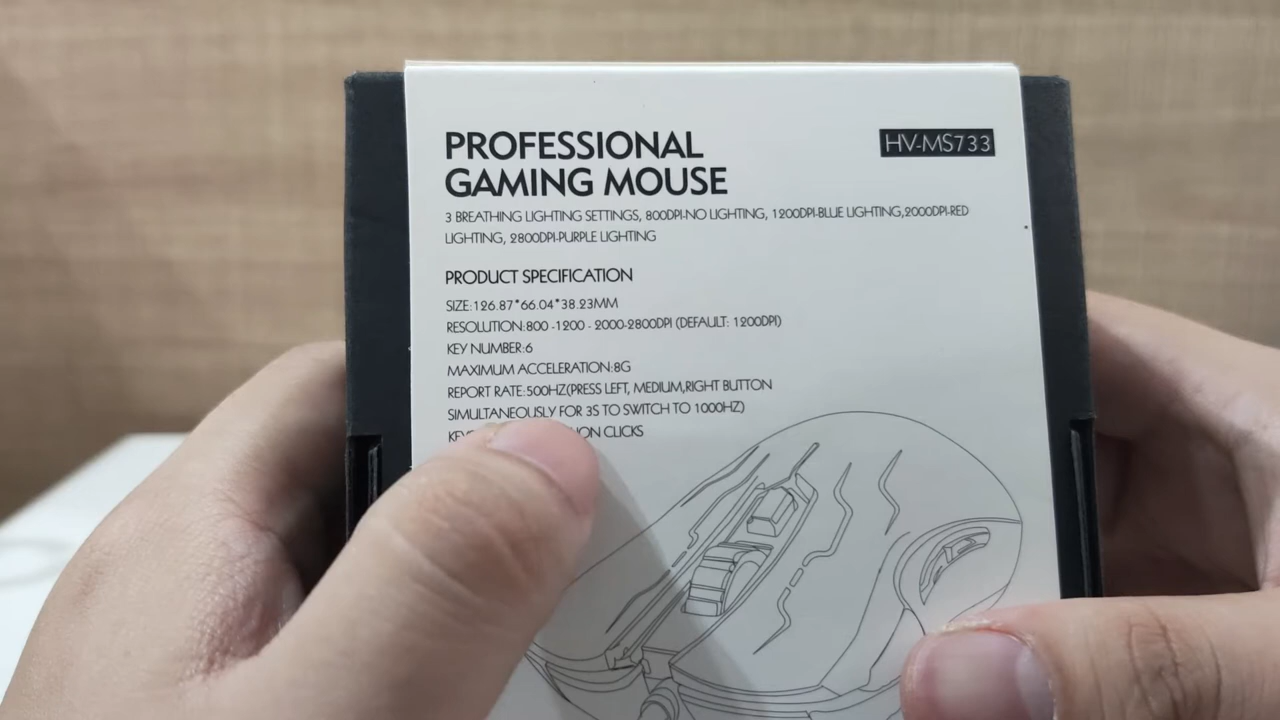 PROFESSIONAL
GAMING MOUSE
HV-MS733
3 BREATHING LIGHTING SETTINGS, 800DPI-NO LIGHTING, 1200DPI-BLUE LIGHTING,2000DPI-RED
LIGHTING, 2800DPI-PURPLE LIGHTING
PRODUCT SPECIFICATION
SIZE:126.87*66.04*38.23MM
RESOLUTION:800 -1200 - 2000-2800DPI (DEFAULT: 1200DPI)
KEY NUMBER:6
MAXIMUM ACCELERATION:8G
REPORT RATE:500HZ(PRESS LEFT, MEDIUM,RIGHT BUTTON
SIMULTANEOUSLY FOR 3S TO SWITCH TO 1000HZ)
CLICKS